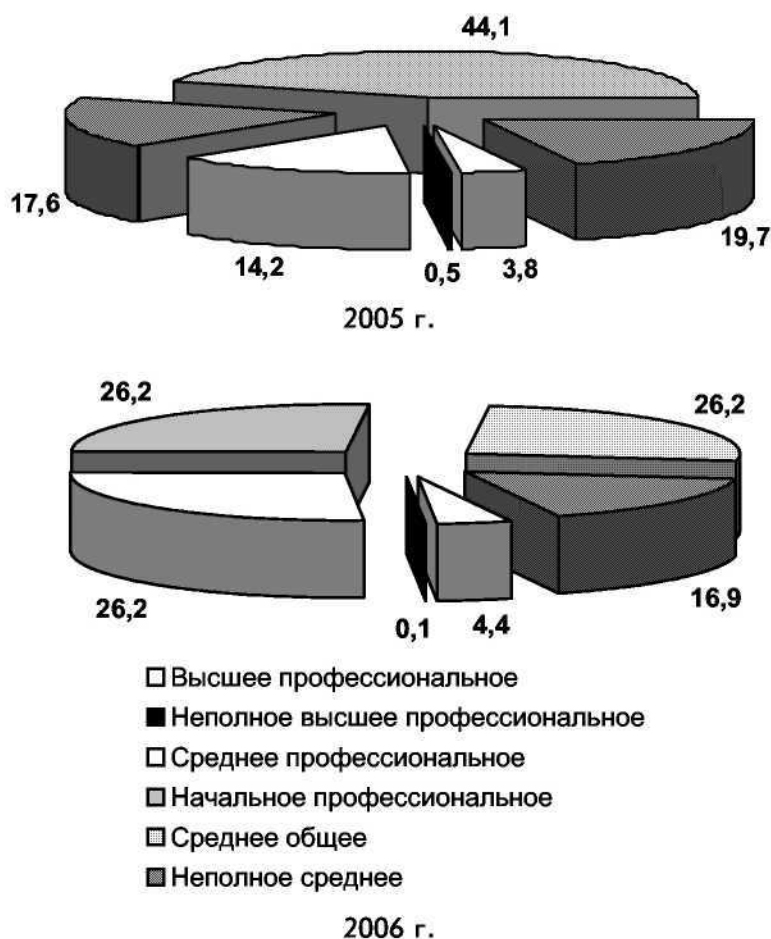 44,1
17,6
14,2
0,5
3,8
19,7
2005 г.
26,2
26,2
26,2
0,1
4,4
16,9
Высшее профессиональное
Неполное высшее профессиональное
Среднее профессиональное
Начальное профессиональное
Среднее общее
Неполное среднее
2006 г.